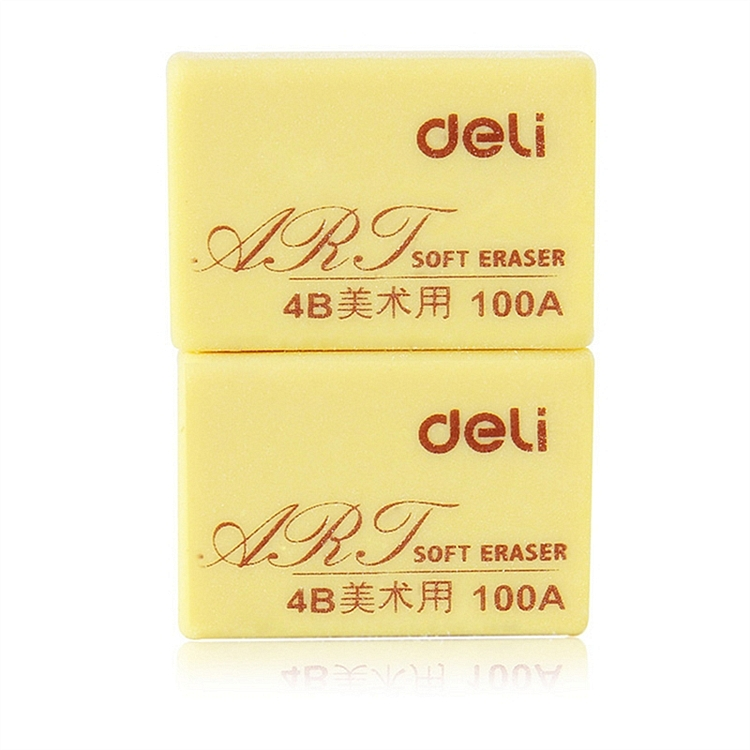 deli
ART SOFT ERASER
4B美术用 100A
deli
ART SOFT ERASER
4B美术用 100A